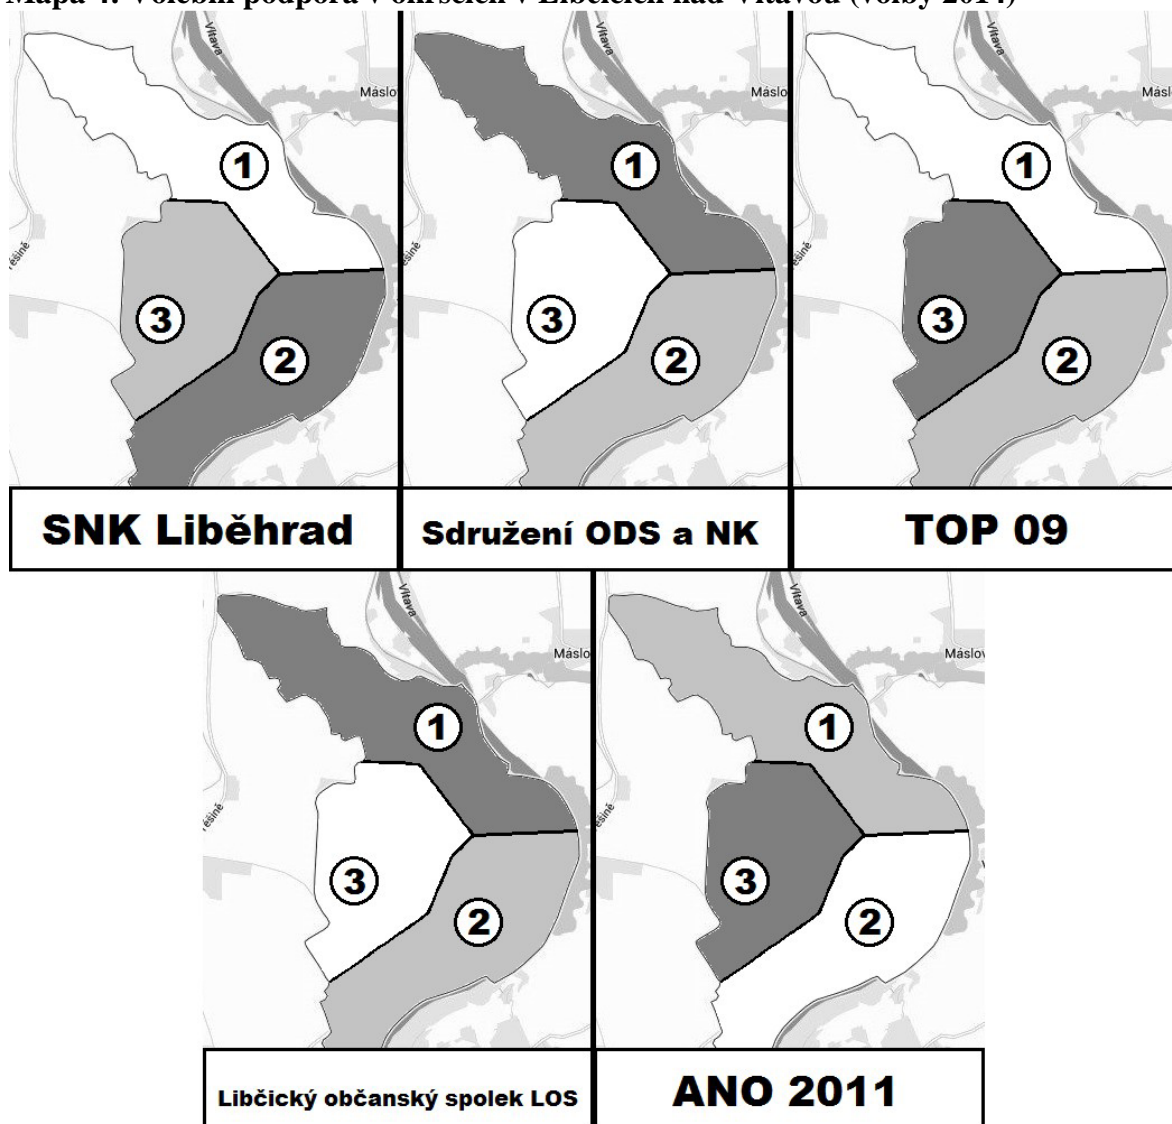 Mapa 4: Volební podpora v okrscích v Libčicích nad Vltavou (volby 2014)
Vltava
Máslo
1
3
2
SNK Liběhrad
Vltava
1
3
2
Sdružení ODS a NK
Vltava
Máslo
1
3
2
TOP 09
Vltava
Máslo
1
3
2
Libčický občanský spolek LOS
Vltava
Máslov
1
3
2
ANO 2011